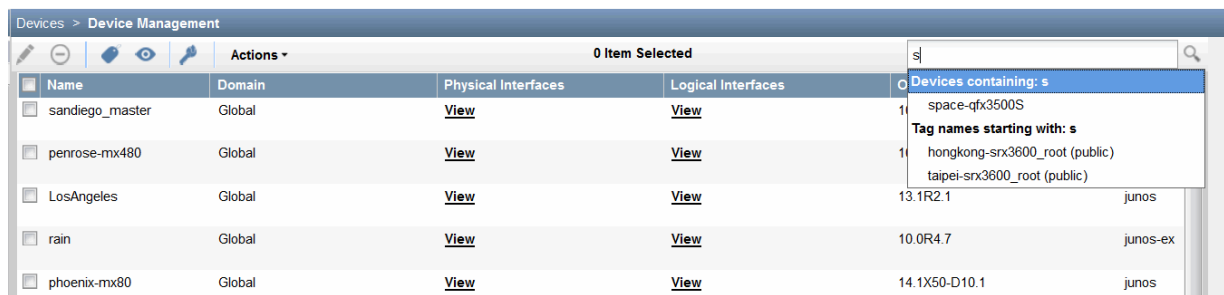 Devices > Device Management
Actions 0 Item Selected s
Name Domain Physical Interfaces Logical Interfaces
Devices containing: s
space-qfx3500S
Tag names starting with: s
hongkong-srx3600_root (public)
taipei-srx3600_root (public)
sandiego_master Global View View
penrose-mx480 Global View View
LosAngeles Global View View 13.1R2.1 junos
rain Global View View 10.0R4.7 junos-ex
phoenix-mx80 Global View View 14.1X50-D10.1 junos